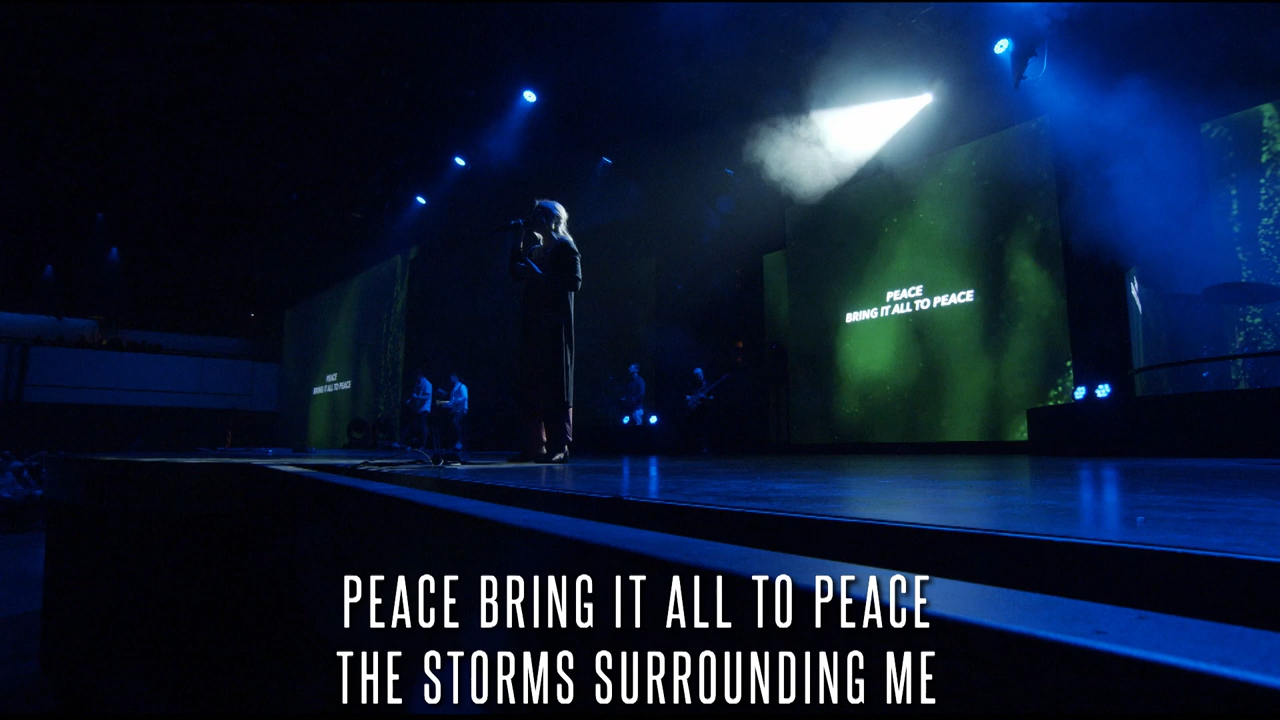 PEACE
BRING IT ALL TO PEACE
PEACE
BRING IT ALL TO PEACE
PEACE BRING IT ALL TO PEACE
THE STORMS SURROUNDING ME